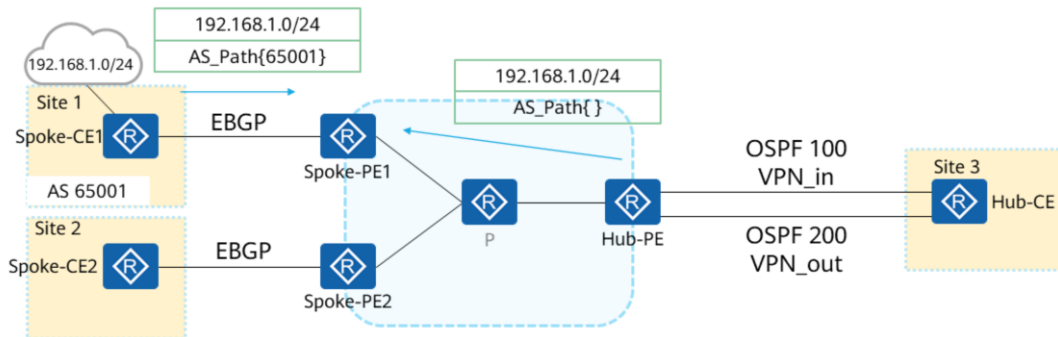 192.168.1.0/24
AS_Path{65001}
192.168.1.0/24
192.168.1.0/24
AS_Path{ }
Site 1
Spoke-CE1
R
EBGP
R
Spoke-PE1
AS 65001
OSPF 100
VPN_in
Site 3
R
P
R
Hub-PE
R
Hub-CE
OSPF 200
VPN_out
Site 2
Spoke-CE2
R
EBGP
R
Spoke-PE2